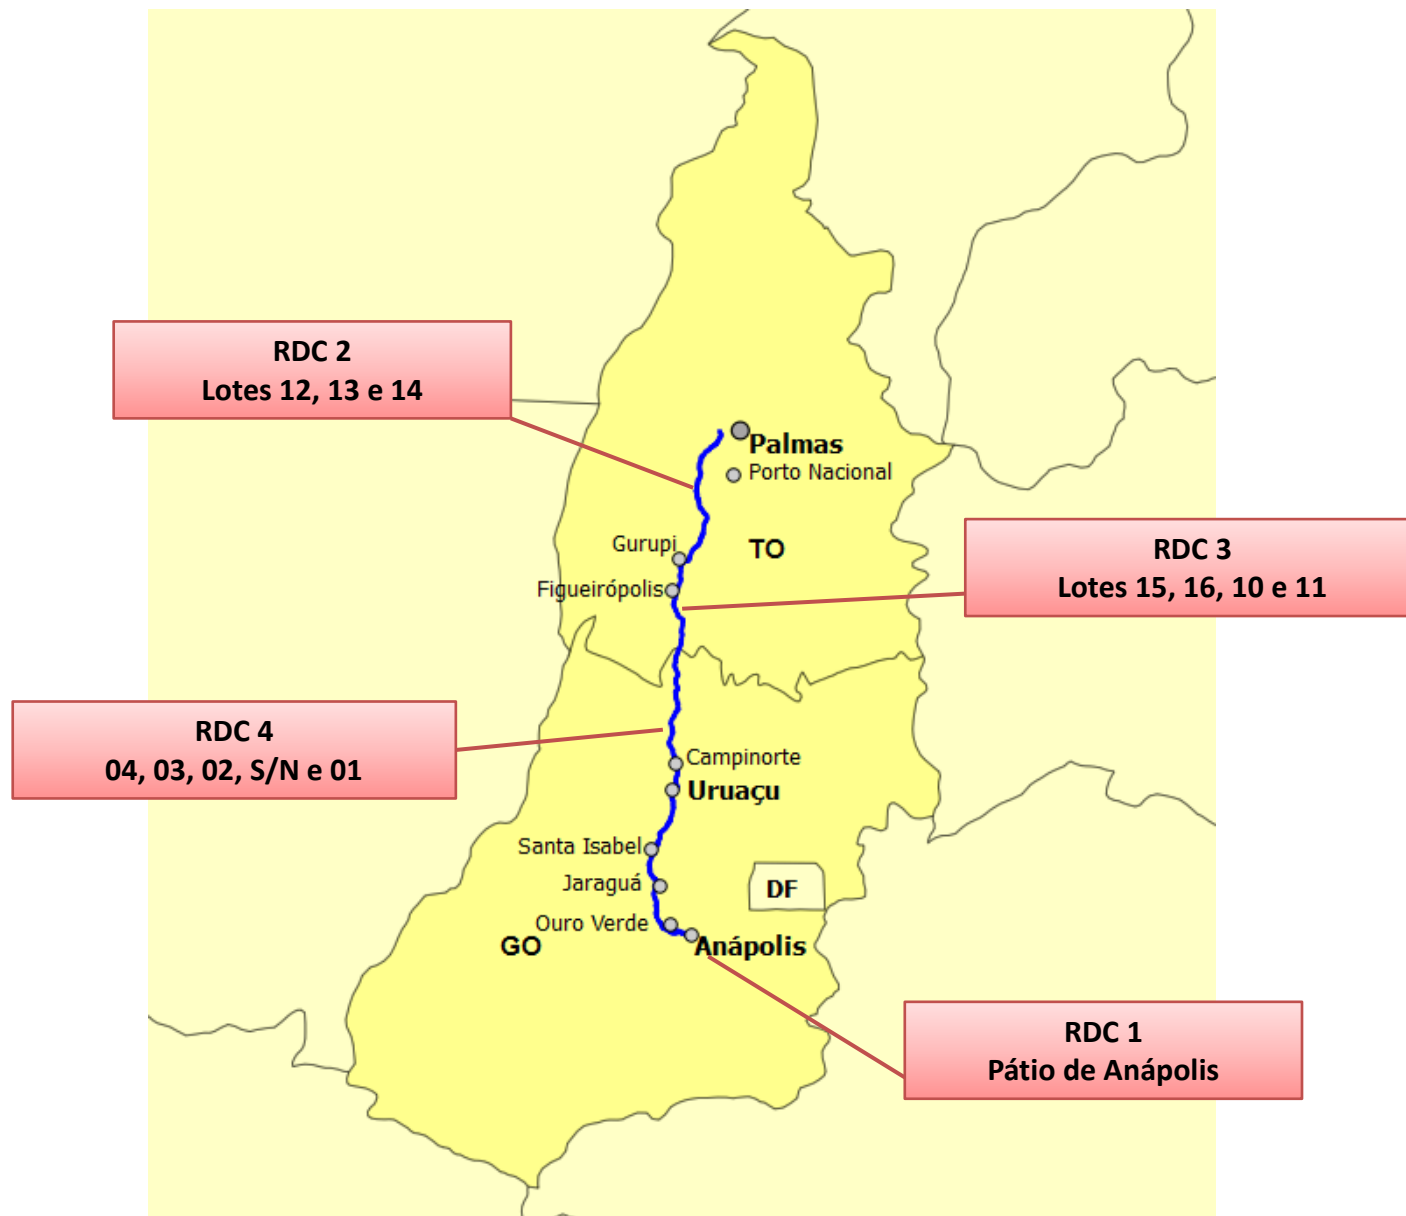 RDC 2
Lotes 12, 13 e 14
Palmas
Porto Nacional
Gurupi
TO
Figueirópolis
RDC 3
Lotes 15, 16, 10 e 11
RDC 4
04, 03, 02, S/N e 01
Campinorte
Uruaçu
Santa Isabel
Jaraguá
DF
Ouro Verde
GO
Anápolis
RDC 1
Pátio de Anápolis